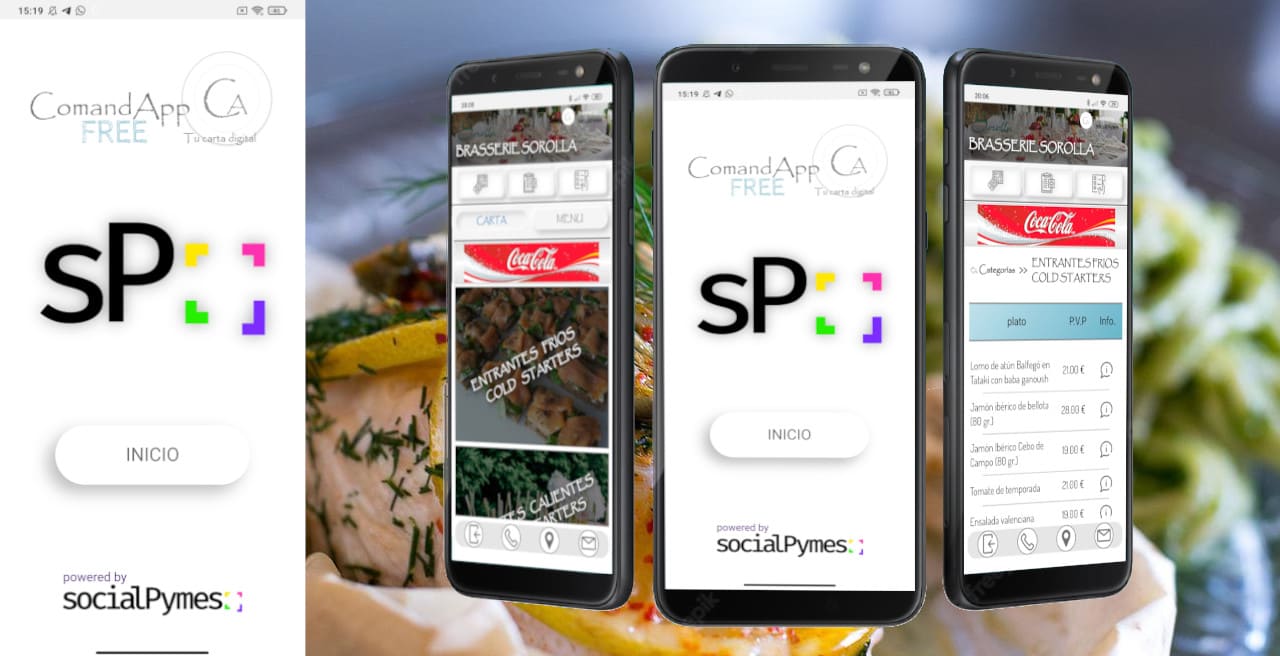 15:19
ComandApp
FREE
CA
Tu carta digital
sP
INICIO
powered by
socialPymes
20:05
BRASSERIE SOROLLA
CARTA
MENU
Coca-Cola
ENTRANTES FRIOS
COLD STARTERS
TES CALIENTES
STARTERS
15:19
ComandApp
FREE
CA
Tu carta digital
sP
INICIO
powered by
socialPymes
20:06
BRASSERIE SOROLLA
Coca-Cola
Categorías >> ENTRANTES FRIOS
COLD STARTERS
plato P.V.P Info.
Lomo de atún Balfegó en
Tataki con baba ganoush 21.00 €
Jamón ibérico de bellota
(80 gr.) 28.00 €
Jamón Ibérico Cebo de
Campo (80 gr.) 19.00 €
Tomate de temporada 21.00 €
Ensalada valenciana 19.00 €